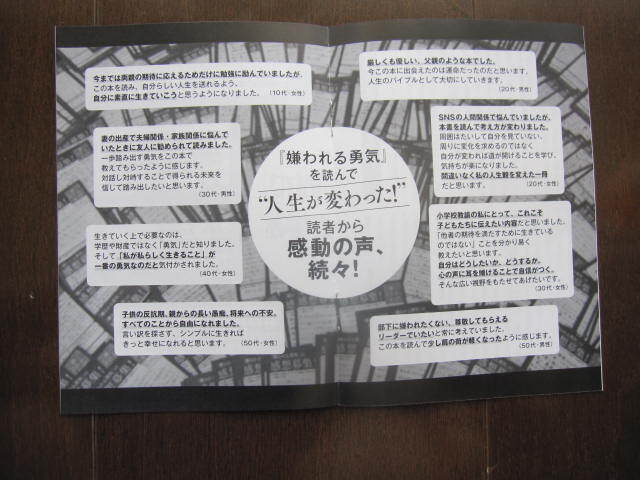 今までは両親の期待に応えるためだけに勉強に励んでいましたが、
この本を読み、自分らしい人生を送れるよう、
自分に素直に生きていこうと思うようになりました。（10代・女性）
妻の出産で夫婦関係・家族関係に悩んで
いたときに友人に勧められて読みました。
一歩踏み出す勇気をこの本で
教えてもらったように感じます。
対話し対峙することで得られる未来を
信じて踏み出したいと思います。
（30代・男性）
生きていく上で必要なのは、
学歴や財産ではなく「勇気」だと知りました。
そして「私が私らしく生きること」が
一番の勇気なのだと気付かされました。
（40代・女性）
子供の反抗期、親からの長い愚痴、将来への不安。
すべてのことから自由になれました。
言い訳を探さず、シンプルに生きれば
きっと幸せになれると思います。（50代・女性）
『嫌われる勇気』
を読んで
“人生が変わった！”
読者から
感動の声、
続々！
厳しくも優しい、父親のような本でした。
今この本に出会えたのは運命だったのだと思います。
人生のバイブルとして大切にしていきます。
（20代・男性）
SNSの人間関係で悩んでいましたが、
本書を読んで考え方が変わりました。
周囲はたいして自分を見ていない、
周りに変化を求めるのではなく
自分が変われば道が開けることを学び、
気持ちが楽になりました。
間違いなく私の人生観を変えた一冊
だと思います。（20代・女性）
小学校教諭の私にとって、これこそ
子どもたちに伝えたい内容だと思いました。
「他者の期待を満たすために生きている
のではない」ことを分かり易く
教えたいと思います。
自分はどうしたいか、どうするか。
心の声に耳を傾けることで自信がつく。
そんな広い視野をもたせてあげたいです。
（30代・女性）
部下に嫌われたくない、尊敬してもらえる
リーダーでいたいと常に考えていました。
この本を読んで少し肩の荷が軽くなったように感じます。
（50代・男性）